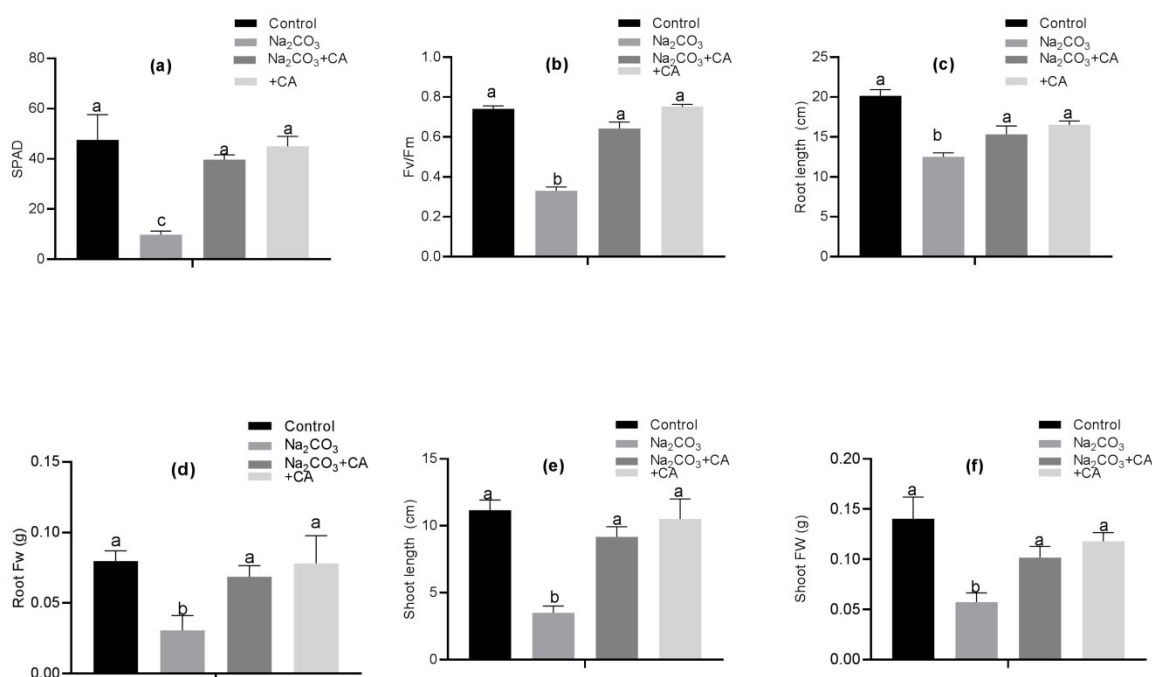 Control
Na₂CO₃
Na₂CO₃+CA
+CA
(a)
80
60
40
20
0
SPAD
a
c
a
a
Control
Na₂CO₃
Na₂CO₃+CA
+CA
(b)
1.0
0.8
0.6
0.4
0.2
0.0
Fv/Fm
a
b
a
a
Control
Na₂CO₃
Na₂CO₃+CA
+CA
(c)
25
20
15
10
5
0
Root length (cm)
a
b
a
a
Control
Na₂CO₃
Na₂CO₃+CA
+CA
(d)
0.15
0.10
0.05
0.00
Root Fw (g)
a
b
a
a
Control
Na₂CO₃
Na₂CO₃+CA
+CA
(e)
15
10
5
0
Shoot length (cm)
a
b
a
a
Control
Na₂CO₃
Na₂CO₃+CA
+CA
(f)
0.20
0.15
0.10
0.05
0.00
Shoot FW (g)
a
b
a
a